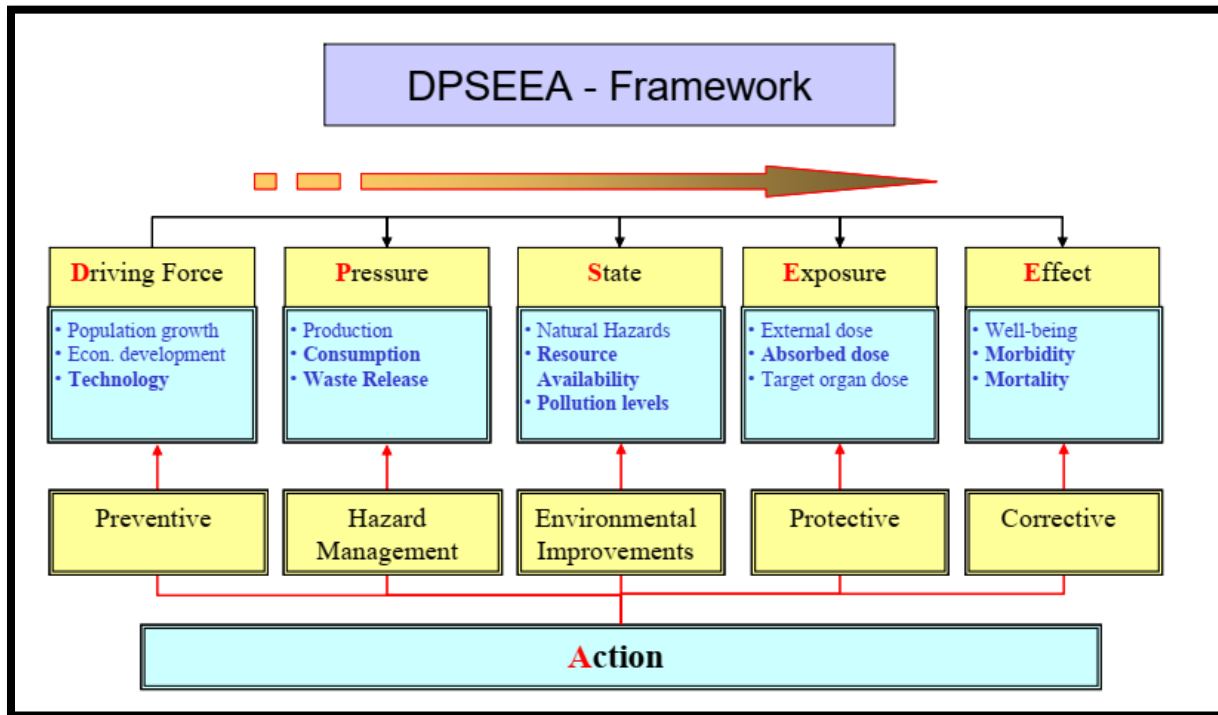 DPSEEA - Framework
Driving Force
• Population growth
• Econ. development
• Technology
Pressure
• Production
• Consumption
• Waste Release
State
• Natural Hazards
• Resource
Availability
• Pollution levels
Exposure
• External dose
• Absorbed dose
• Target organ dose
Effect
• Well-being
• Morbidity
• Mortality
Preventive
Hazard
Management
Environmental
Improvements
Protective
Corrective
Action